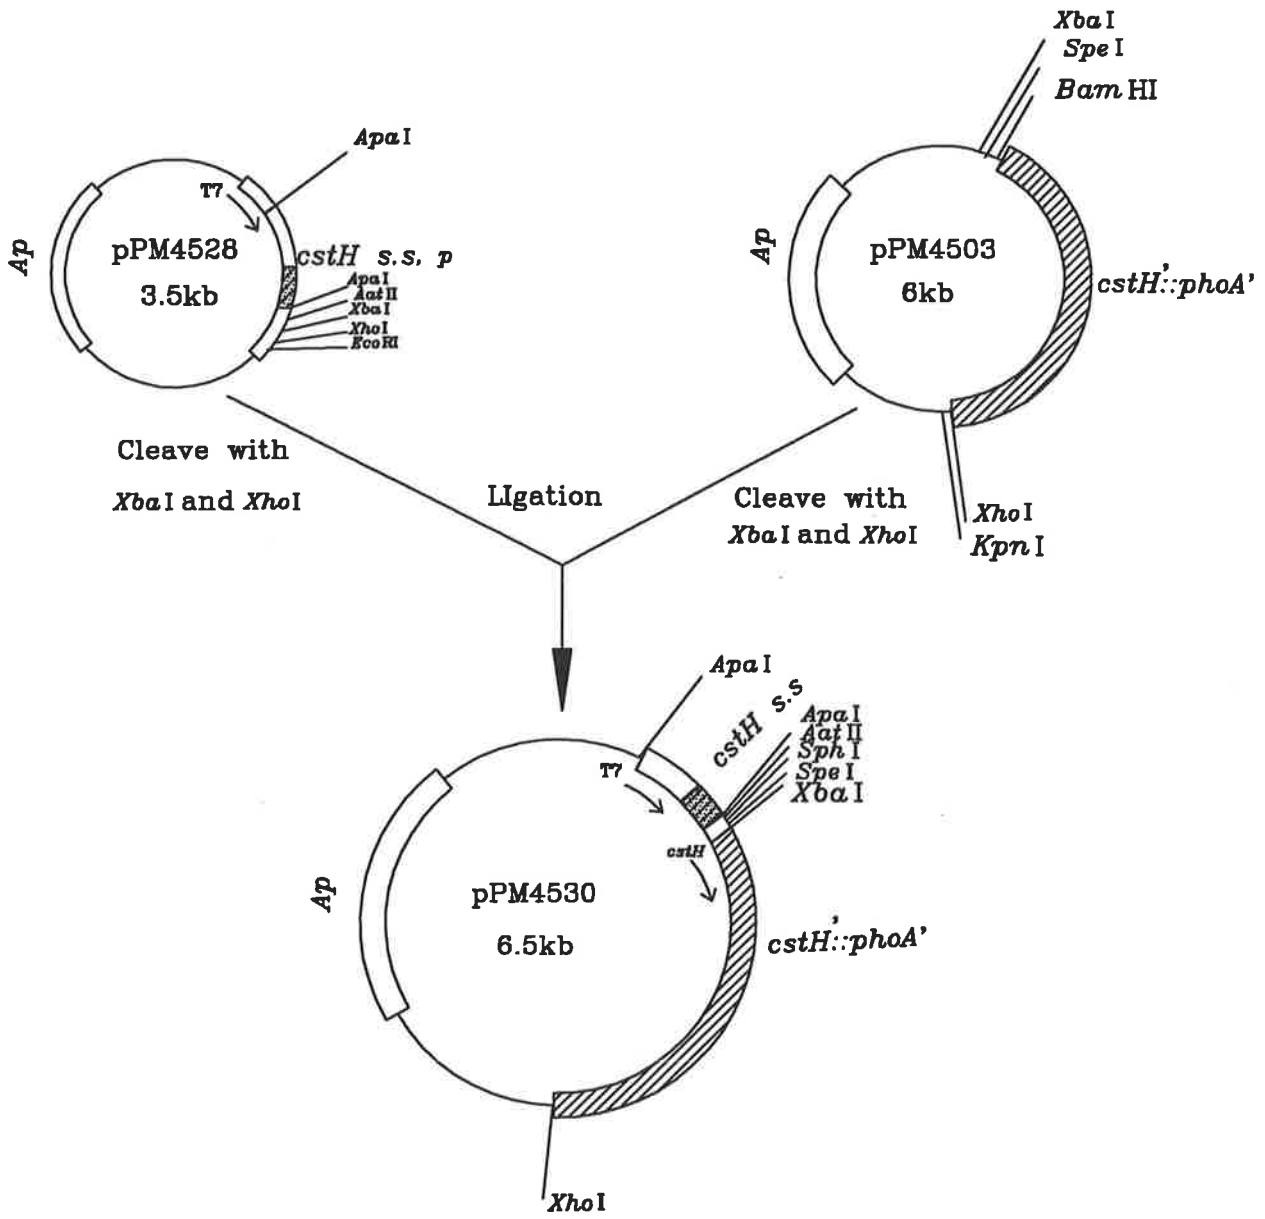 XbaI
SpeI
BamHI
ApaI
T7
Ap
pPM4528
3.5kb
cstH s.s, p
ApaI
AatII
XbaI
XhoI
EcoRI
Ap
pPM4503
6kb
cstH'::phoA'
Cleave with
XbaI and XhoI
LIgation
Cleave with
XbaI and XhoI
XhoI
KpnI
ApaI
cstH s.s
ApaI
AatII
SphI
SpeI
XbaI
T7
cstH
Ap
pPM4530
6.5kb
cstH'::phoA'
XhoI